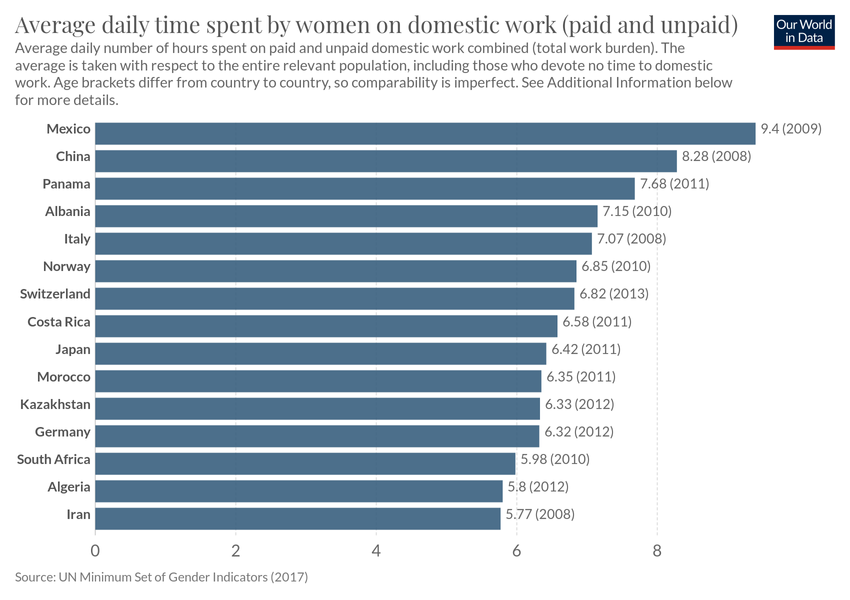 Average daily time spent by women on domestic work (paid and unpaid)
Our World
in Data
Average daily number of hours spent on paid and unpaid domestic work combined (total work burden). The
average is taken with respect to the entire relevant population, including those who devote no time to domestic
work. Age brackets differ from country to country, so comparability is imperfect. See Additional Information below
for more details.
Mexico 9.4 (2009)
China 8.28 (2008)
Panama 7.68 (2011)
Albania 7.15 (2010)
Italy 7.07 (2008)
Norway 6.85 (2010)
Switzerland 6.82 (2013)
Costa Rica 6.58 (2011)
Japan 6.42 (2011)
Morocco 6.35 (2011)
Kazakhstan 6.33 (2012)
Germany 6.32 (2012)
South Africa 5.98 (2010)
Algeria 5.8 (2012)
Iran 5.77 (2008)
0 2 4 6 8
Source: UN Minimum Set of Gender Indicators (2017)